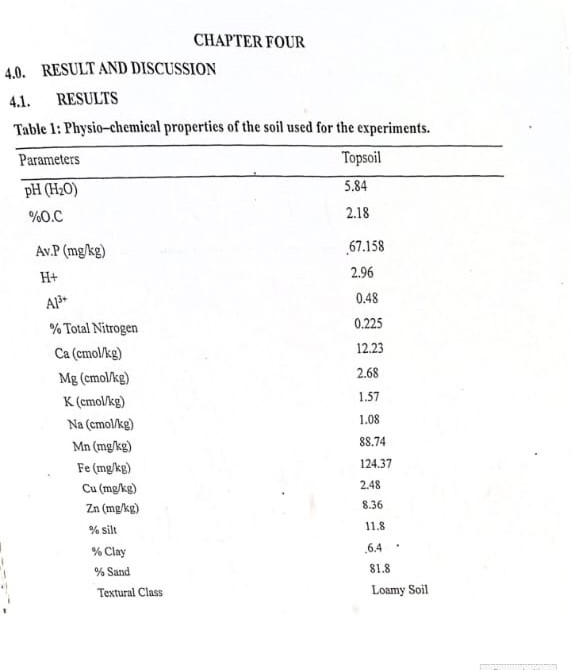 CHAPTER FOUR
4.0. RESULT AND DISCUSSION
4.1. RESULTS
Table 1: Physio–chemical properties of the soil used for the experiments.
Parameters Topsoil
pH (H₂O) 5.84
%O.C 2.18
Av.P (mg/kg) 67.158
H+ 2.96
Al³⁺ 0.48
% Total Nitrogen 0.225
Ca (cmol/kg) 12.23
Mg (cmol/kg) 2.68
K (cmol/kg) 1.57
Na (cmol/kg) 1.08
Mn (mg/kg) 88.74
Fe (mg/kg) 124.37
Cu (mg/kg) 2.48
Zn (mg/kg) 8.36
% silt 11.8
% Clay 6.4
% Sand 81.8
Textural Class Loamy Soil